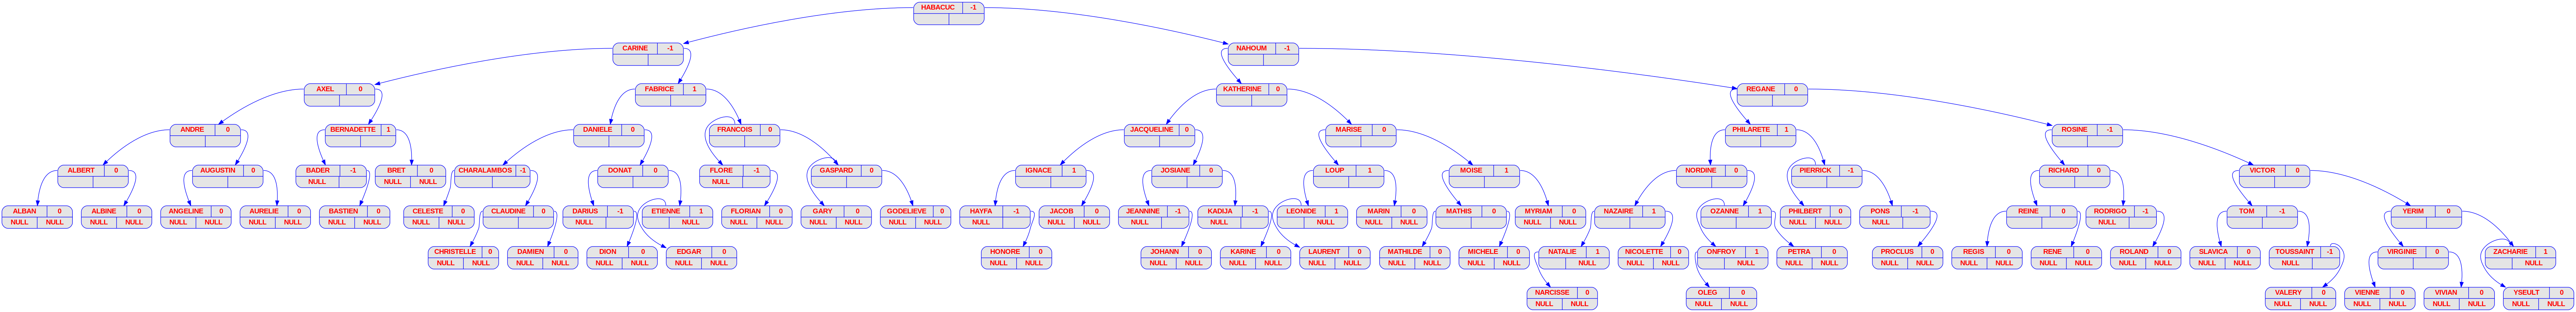 HABACUC -1
CARINE -1
NAHOUM -1
AXEL 0
FABRICE 1
KATHERINE 0
REGANE 0
ANDRE 0
BERNADETTE 1
DANIELE 0
FRANCOIS 0
JACQUELINE 0
MARISE 0
PHILARETE 1
ROSINE -1
ALBERT 0
AUGUSTIN 0
BADER -1
NULL
BRET 0
NULL NULL
CHARALAMBOS -1
DONAT 0
FLORE -1
NULL
GASPARD 0
IGNACE 1
JOSIANE 0
LOUP 1
MOISE 1
NORDINE 0
PIERRICK -1
RICHARD 0
VICTOR 0
ALBAN 0
NULL NULL
ALBINE 0
NULL NULL
ANGELINE 0
NULL NULL
AURELIE 0
NULL NULL
BASTIEN 0
NULL NULL
CELESTE 0
NULL NULL
CLAUDINE 0
DARIUS -1
NULL
ETIENNE 1
NULL
FLORIAN 0
NULL NULL
GARY 0
NULL NULL
GODELIEVE 0
NULL NULL
HAYFA -1
NULL
JACOB 0
NULL NULL
JEANNINE -1
NULL
KADIJA -1
NULL
LEONIDE 1
NULL
MARIN 0
NULL NULL
MATHIS 0
MYRIAM 0
NULL NULL
NAZAIRE 1
OZANNE 1
PHILBERT 0
NULL NULL
PONS -1
NULL
REINE 0
RODRIGO -1
NULL
TOM -1
YERIM 0
CHRISTELLE 0
NULL NULL
DAMIEN 0
NULL NULL
DION 0
NULL NULL
EDGAR 0
NULL NULL
HONORE 0
NULL NULL
JOHANN 0
NULL NULL
KARINE 0
NULL NULL
LAURENT 0
NULL NULL
MATHILDE 0
NULL NULL
MICHELE 0
NULL NULL
NATALIE 1
NULL
NICOLETTE 0
NULL NULL
ONFROY 1
NULL
PETRA 0
NULL NULL
PROCLUS 0
NULL NULL
REGIS 0
NULL NULL
RENE 0
NULL NULL
ROLAND 0
NULL NULL
SLAVICA 0
NULL NULL
TOUSSAINT -1
NULL
VIRGINIE 0
ZACHARIE 1
NULL
NARCISSE 0
NULL NULL
OLEG 0
NULL NULL
VALERY 0
NULL NULL
VIENNE 0
NULL NULL
VIVIAN 0
NULL NULL
YSEULT 0
NULL NULL